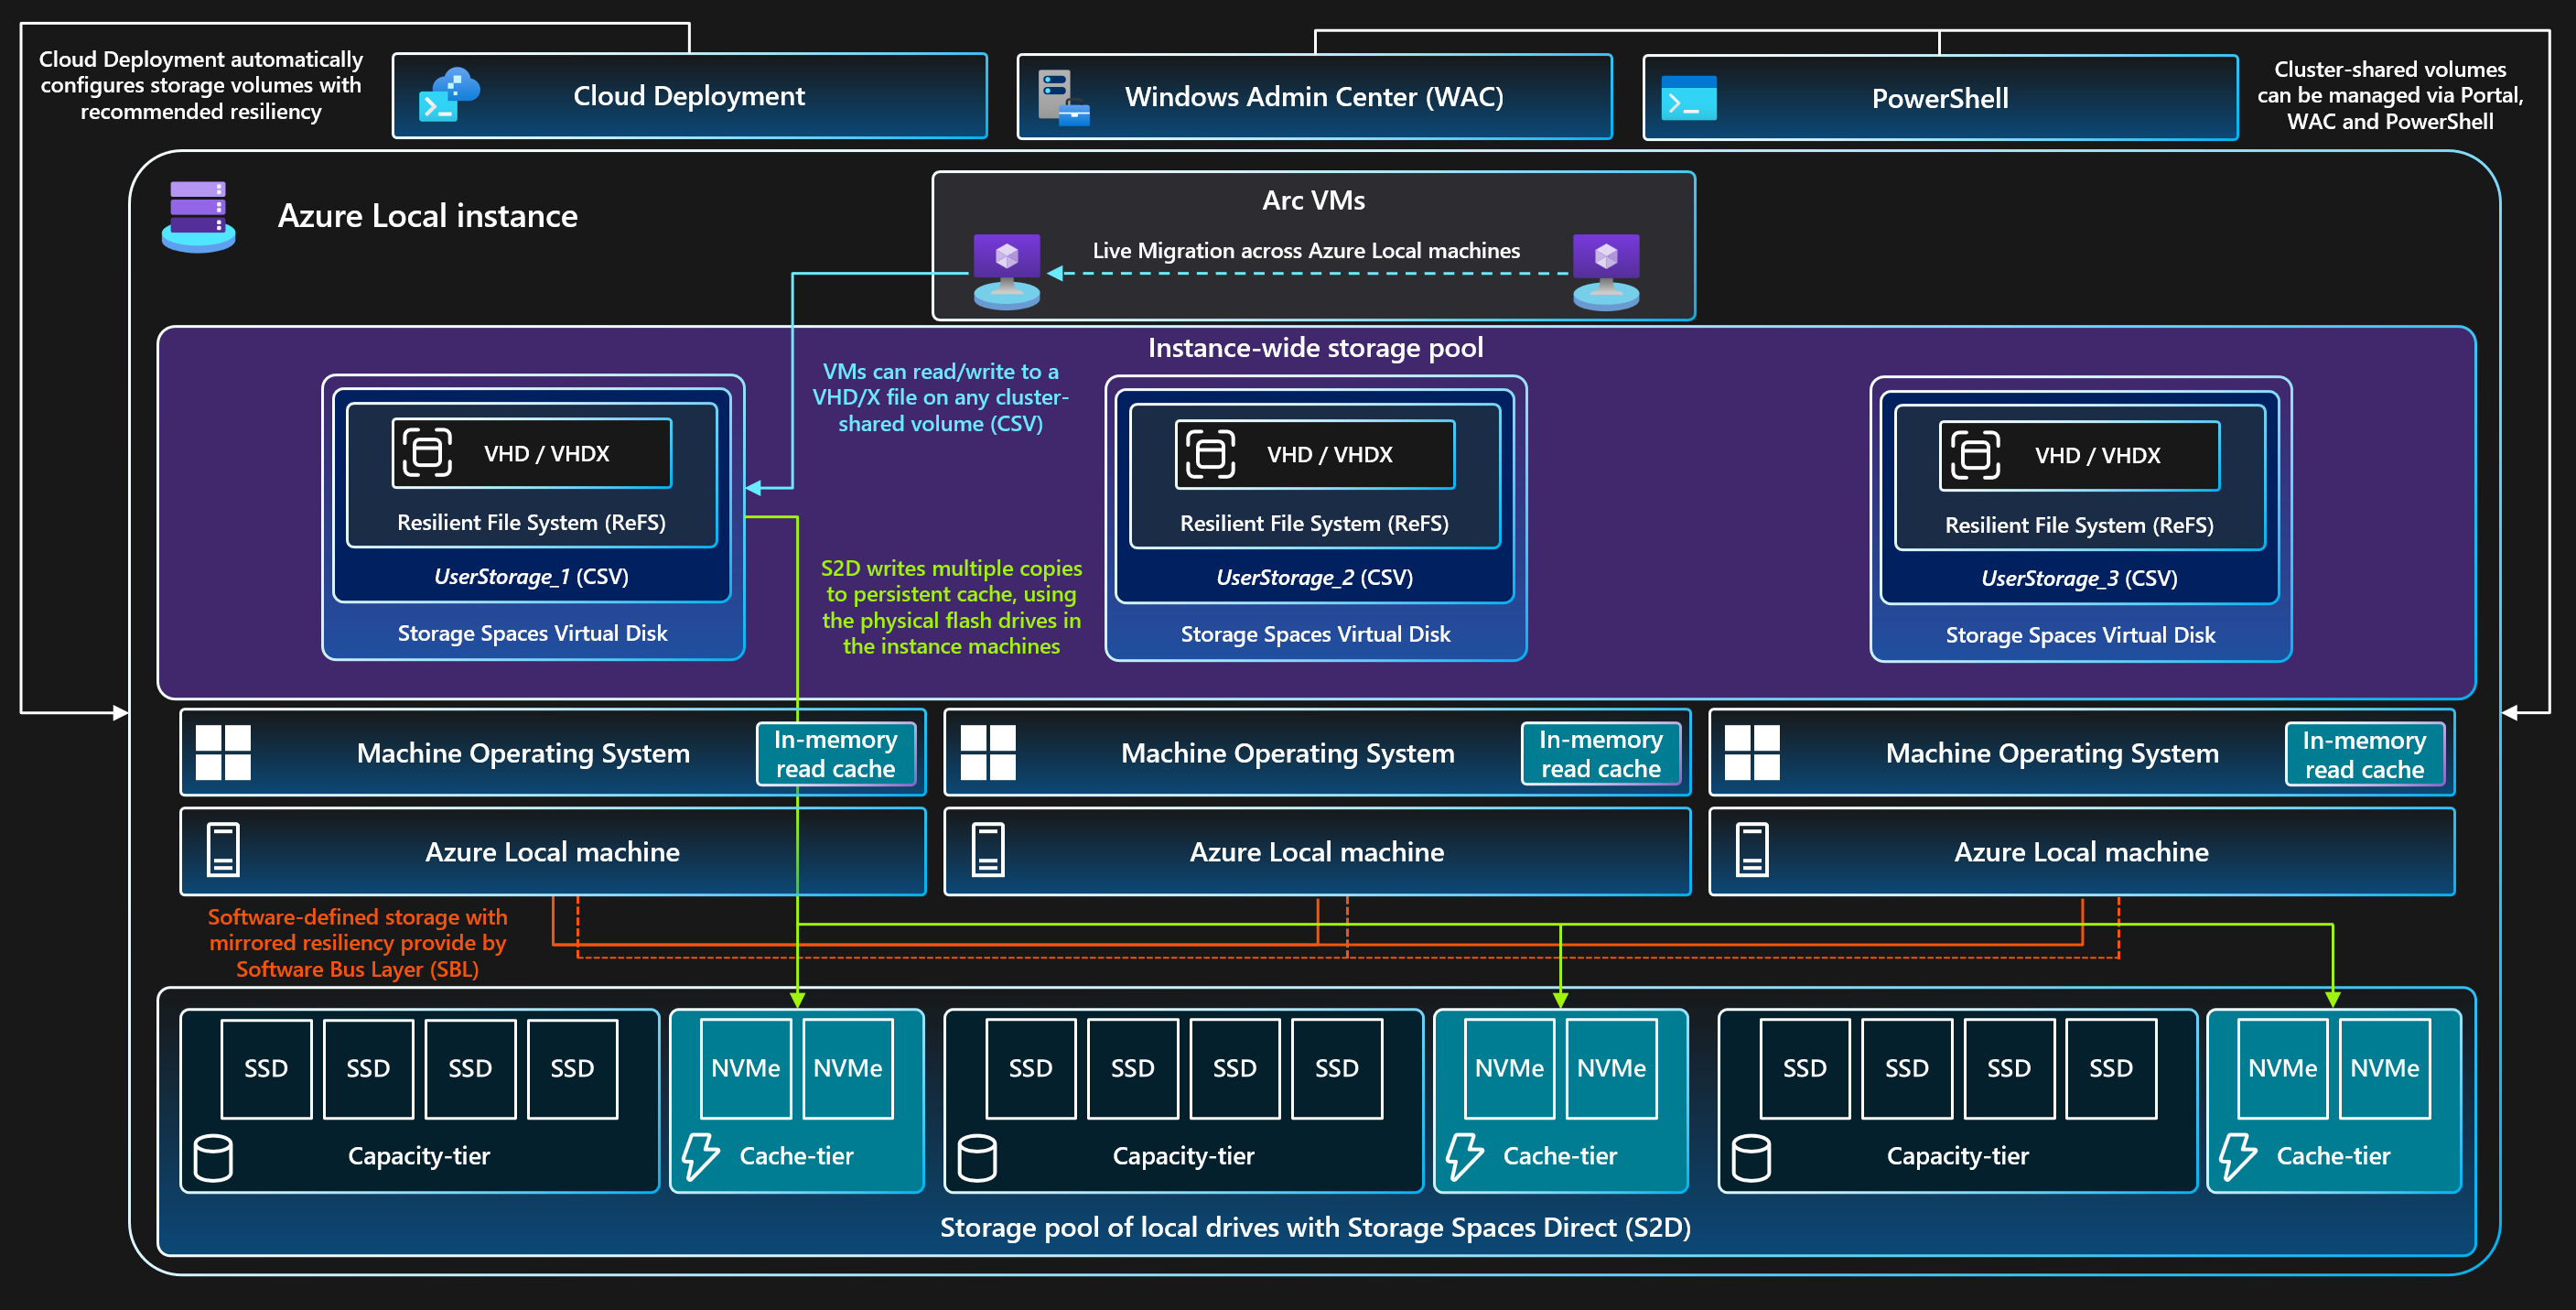 Cloud Deployment automatically
configures storage volumes with
recommended resiliency
Cloud Deployment
Windows Admin Center (WAC)
PowerShell
Cluster-shared volumes
can be managed via Portal,
WAC and PowerShell
Azure Local instance
Arc VMs
Live Migration across Azure Local machines
Instance-wide storage pool
VMs can read/write to a
VHD/X file on any cluster-
shared volume (CSV)
VHD / VHDX
Resilient File System (ReFS)
UserStorage_1 (CSV)
Storage Spaces Virtual Disk
S2D writes multiple copies
to persistent cache, using
the physical flash drives in
the instance machines
VHD / VHDX
Resilient File System (ReFS)
UserStorage_2 (CSV)
Storage Spaces Virtual Disk
VHD / VHDX
Resilient File System (ReFS)
UserStorage_3 (CSV)
Storage Spaces Virtual Disk
Machine Operating System
In-memory
read cache
Machine Operating System
In-memory
read cache
Machine Operating System
In-memory
read cache
Azure Local machine
Azure Local machine
Azure Local machine
Software-defined storage with
mirrored resiliency provide by
Software Bus Layer (SBL)
SSD SSD SSD SSD
Capacity-tier
NVMe NVMe
Cache-tier
SSD SSD SSD SSD
Capacity-tier
NVMe NVMe
Cache-tier
SSD SSD SSD SSD
Capacity-tier
NVMe NVMe
Cache-tier
Storage pool of local drives with Storage Spaces Direct (S2D)